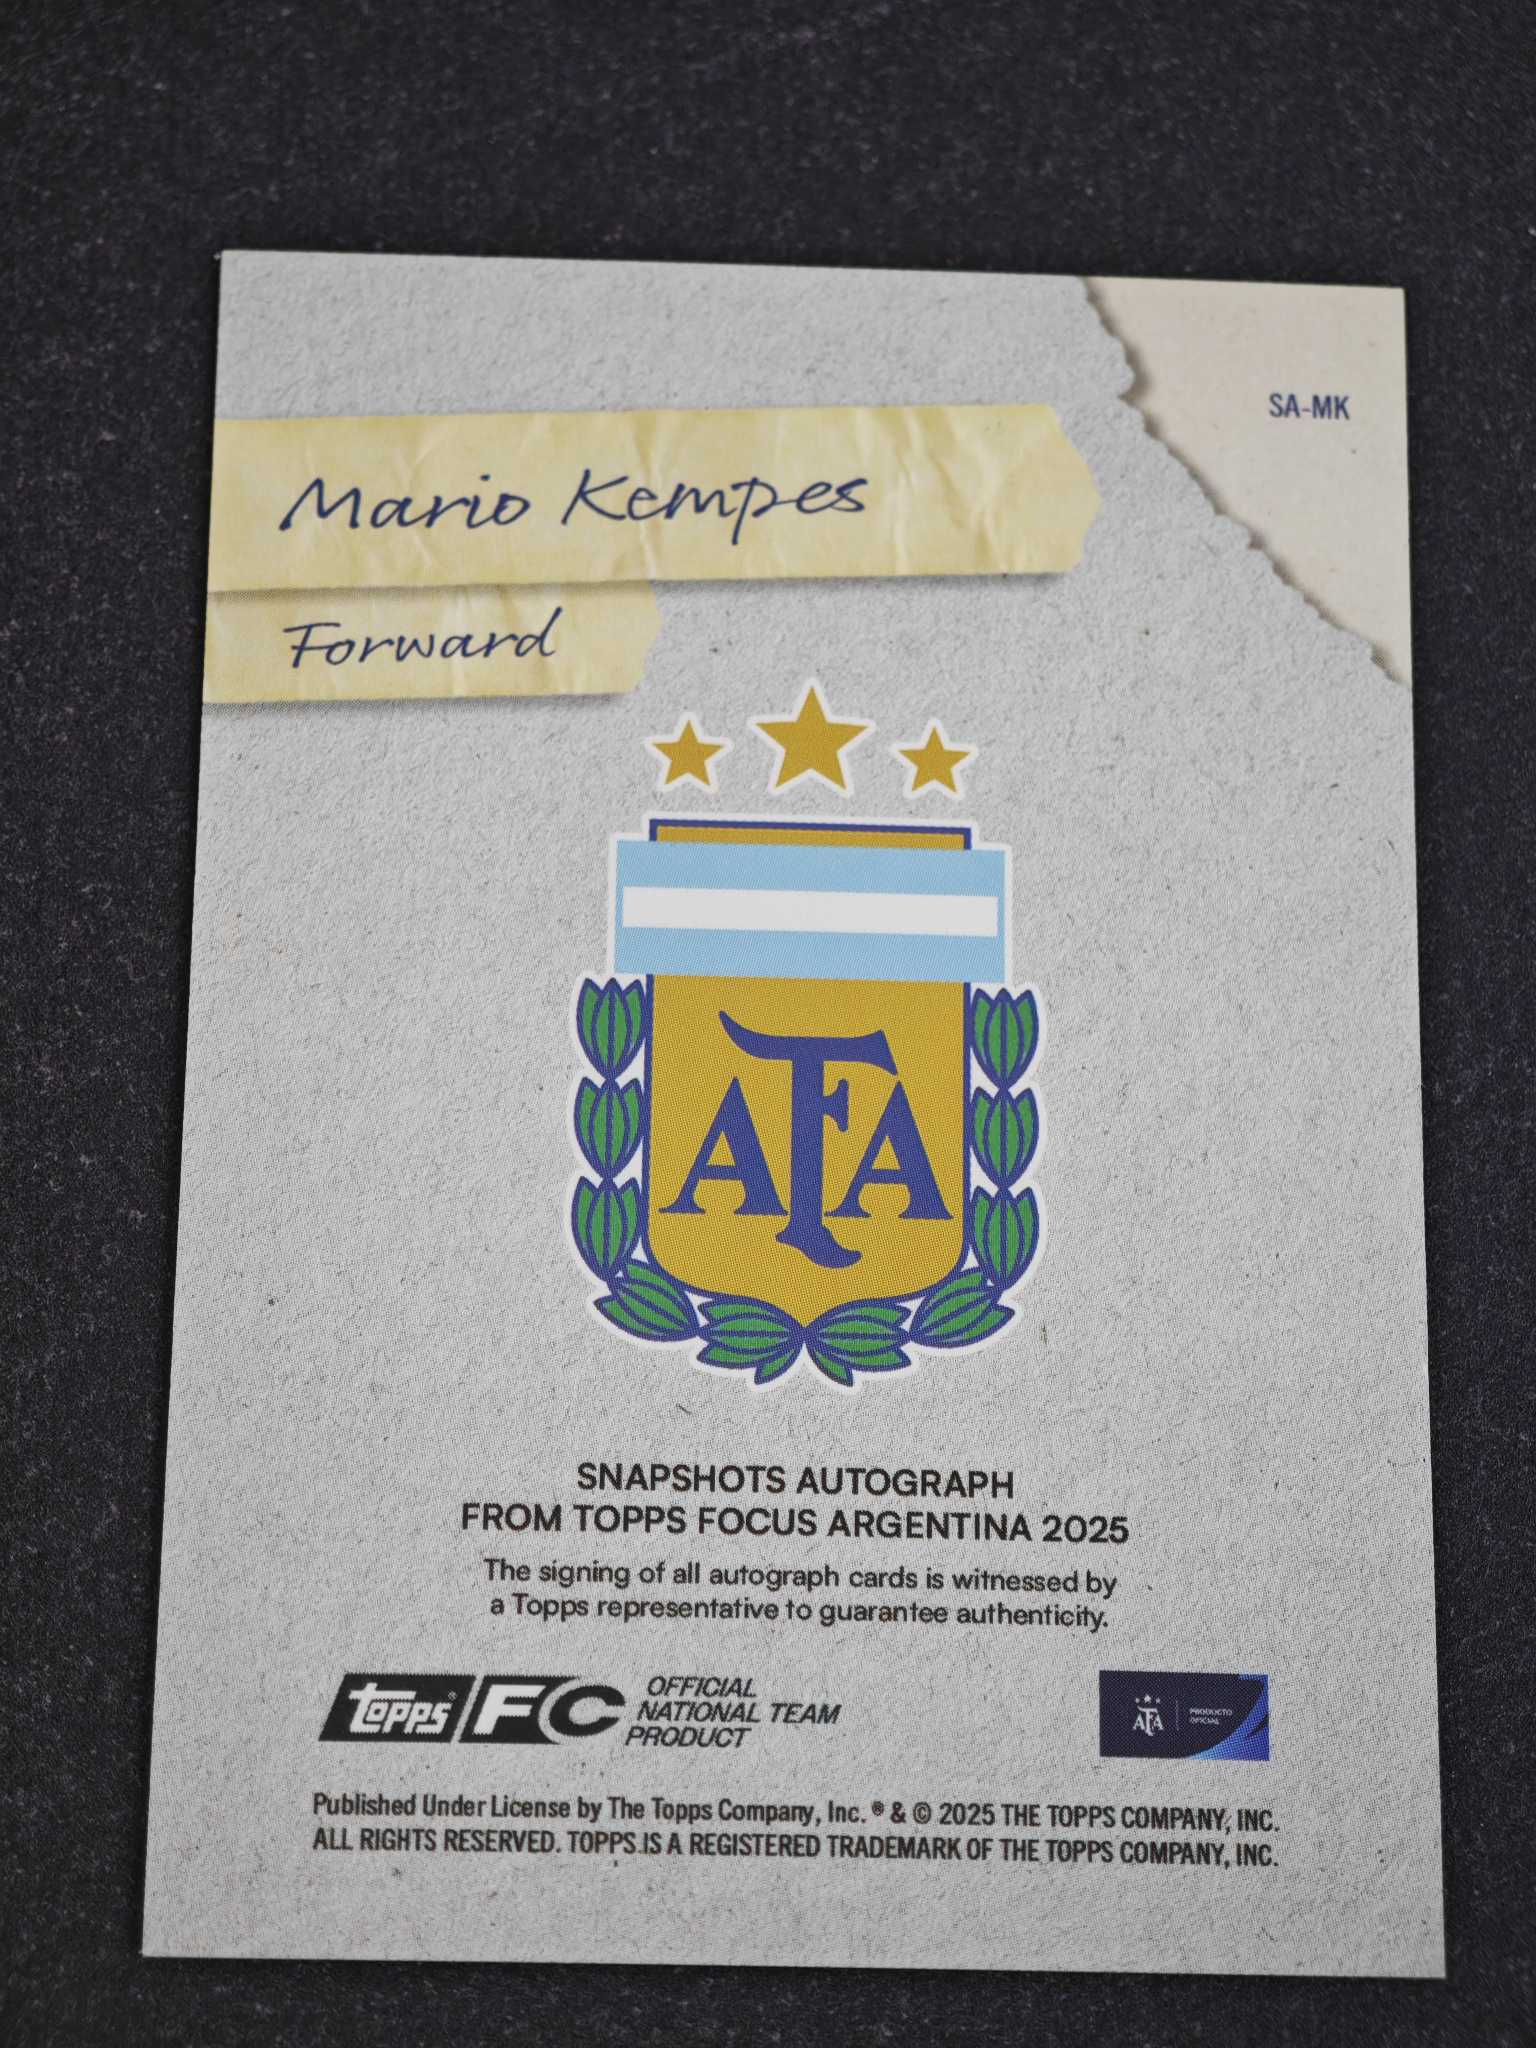 SA-MK
Mario Kempes
Forward
AFA
SNAPSHOTS AUTOGRAPH
FROM TOPPS FOCUS ARGENTINA 2025
The signing of all autograph cards is witnessed by
a Topps representative to guarantee authenticity.
topps® FC
OFFICIAL
NATIONAL TEAM
PRODUCT
AFA
PRODUCTO
OFICIAL
Published Under License by The Topps Company, Inc. ® & © 2025 THE TOPPS COMPANY, INC.
ALL RIGHTS RESERVED. TOPPS IS A REGISTERED TRADEMARK OF THE TOPPS COMPANY, INC.